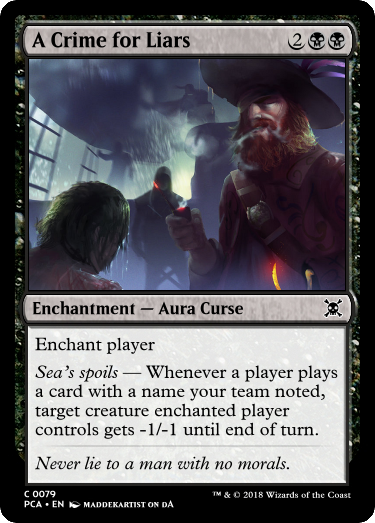 A Crime for Liars 2
Enchantment — Aura Curse
Enchant player
Sea's spoils — Whenever a player plays
a card with a name your team noted,
target creature enchanted player
controls gets -1/-1 until end of turn.
Never lie to a man with no morals.
C 0079
PCA • EN MADDEKARTIST ON DA
™ & © 2018 Wizards of the Coast